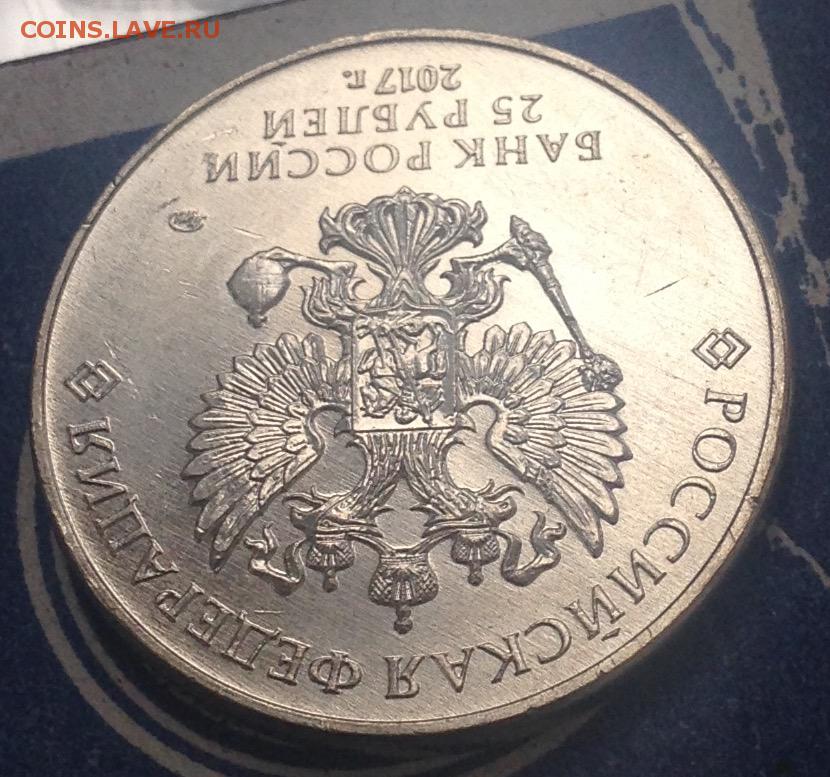 COINS.LAVE.RU
РОССИЙСКАЯ ФЕДЕРАЦИЯ
БАНК РОССИИ
25 РУБЛЕЙ
2017 г.